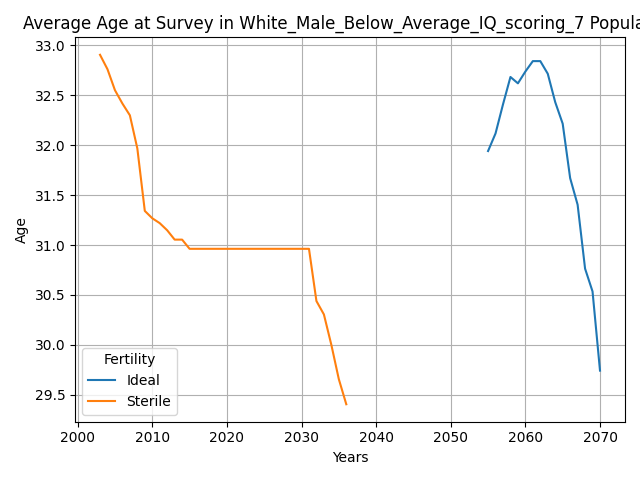 Average Age at Survey in White_Male_Below_Average_IQ_scoring_7 Popula
33.0
32.5
32.0
31.5
31.0
30.5
30.0
29.5
Age
Fertility
Ideal
Sterile
2000 2010 2020 2030 2040 2050 2060 2070
Years